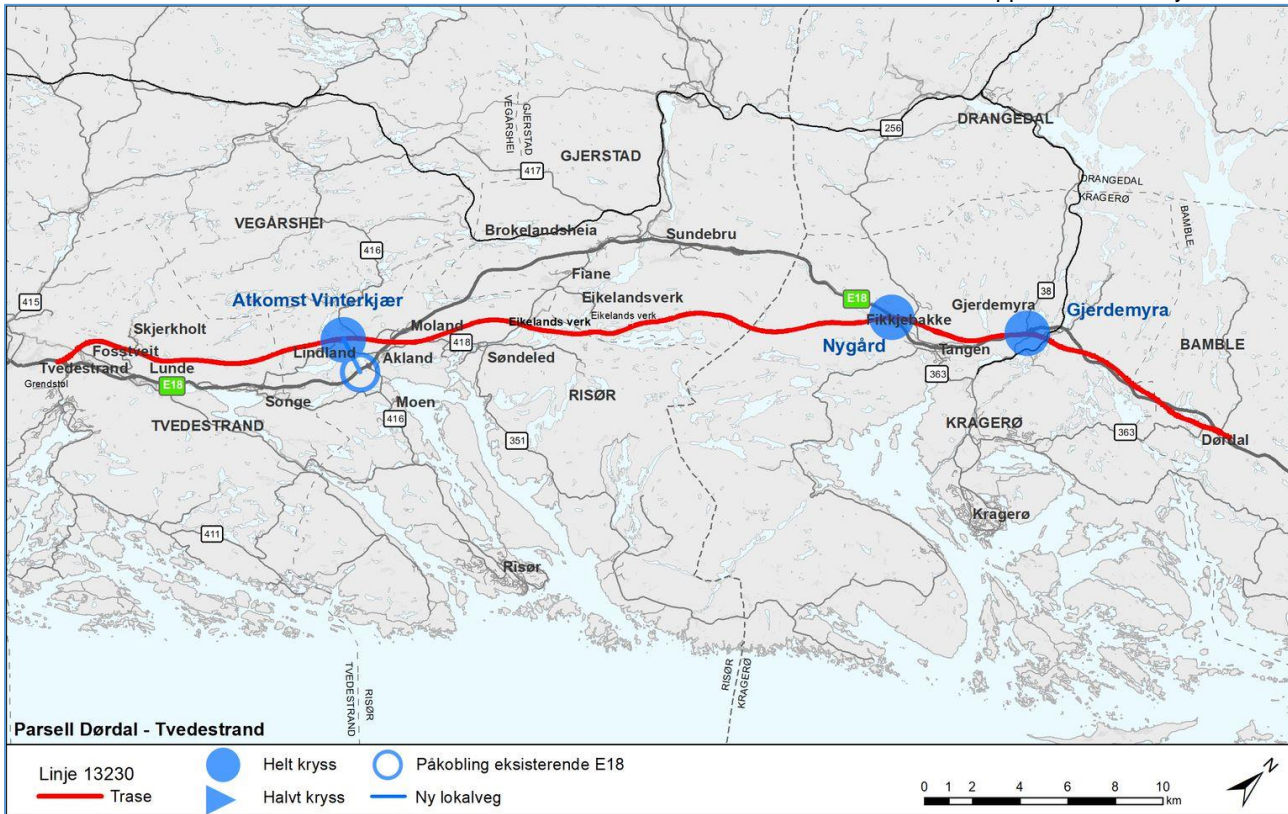 DRANGEDAL
256
GJERSTAD
VEGÅRSHEI
GJERSTAD
417
DRANGEDAL
KRAGERØ
BAMBLE
VEGÅRSHEI
416
Brokelandsheia
Sundebru
Fiane
415
Atkomst Vinterkjær
Eikelandsverk
E18
Gjerdemyra
38
Gjerdemyra
Skjerkholt
Moland
Eikelands verk
Eikelands verk
Fikkjebakke
Fosstveit
Lindland
418
Nygård
Tangen
BAMBLE
Tvedestrand
Lunde
Akland
Søndeled
363
Grendstøl
E18
Songe
Moen
RISØR
KRAGERØ
TVEDESTRAND
416
351
363
Dørdal
411
Kragerø
Risør
TVEDESTRAND
RISØR
RISØR
KRAGERØ
Parsell Dørdal - Tvedestrand
Linje 13230
Trase
Helt kryss
Halvt kryss
Påkobling eksisterende E18
Ny lokalveg
0 1 2 4 6 8 10
km
N